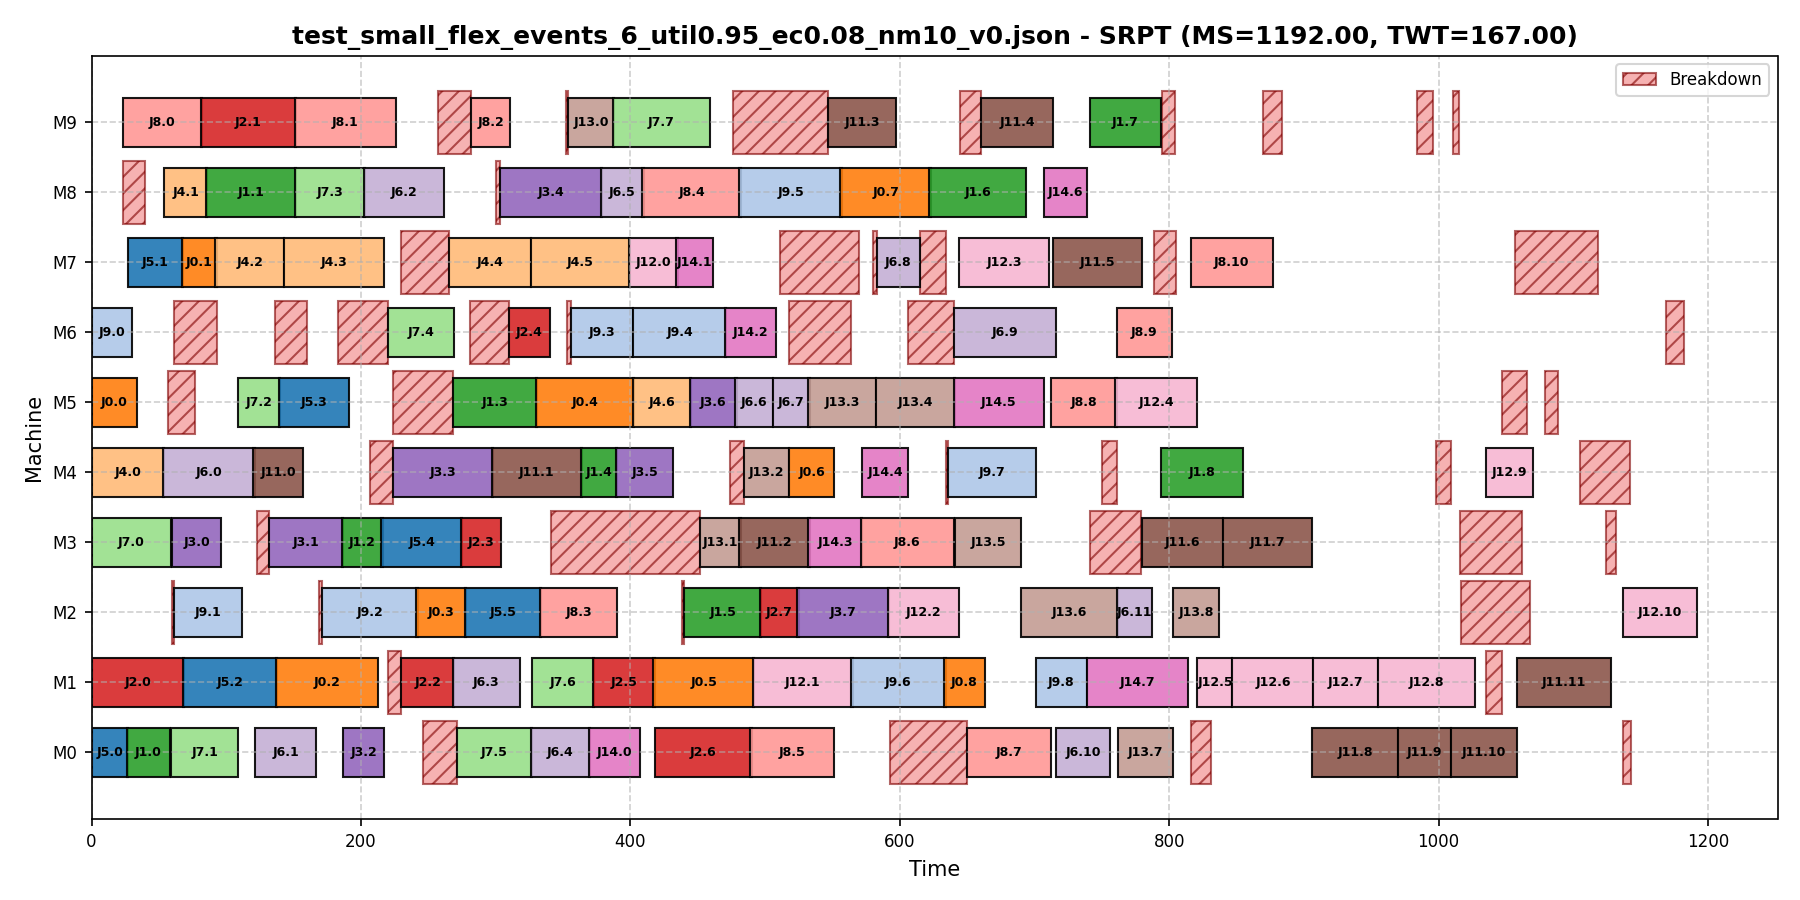 test_small_flex_events_6_util0.95_ec0.08_nm10_v0.json - SRPT (MS=1192.00, TWT=167.00)
Breakdown
M9 J8.0 J2.1 J8.1 J8.2 J13.0 J7.7 J11.3 J11.4 J1.7
M8 J4.1 J1.1 J7.3 J6.2 J3.4 J6.5 J8.4 J9.5 J0.7 J1.6 J14.6
M7 J5.1 J0.1 J4.2 J4.3 J4.4 J4.5 J12.0 J14.1 J6.8 J12.3 J11.5 J8.10
M6 J9.0 J7.4 J2.4 J9.3 J9.4 J14.2 J6.9 J8.9
M5 J0.0 J7.2 J5.3 J1.3 J0.4 J4.6 J3.6 J6.6 J6.7 J13.3 J13.4 J14.5 J8.8 J12.4
M4 J4.0 J6.0 J11.0 J3.3 J11.1 J1.4 J3.5 J13.2 J0.6 J14.4 J9.7 J1.8 J12.9
M3 J7.0 J3.0 J3.1 J1.2 J5.4 J2.3 J13.1 J11.2 J14.3 J8.6 J13.5 J11.6 J11.7
M2 J9.1 J9.2 J0.3 J5.5 J8.3 J1.5 J2.7 J3.7 J12.2 J13.6 J6.11 J13.8 J12.10
M1 J2.0 J5.2 J0.2 J2.2 J6.3 J7.6 J2.5 J0.5 J12.1 J9.6 J0.8 J9.8 J14.7 J12.5 J12.6 J12.7 J12.8 J11.11
M0 J5.0 J1.0 J7.1 J6.1 J3.2 J7.5 J6.4 J14.0 J2.6 J8.5 J8.7 J6.10 J13.7 J11.8 J11.9 J11.10
0 200 400 600 800 1000 1200
Time
Machine